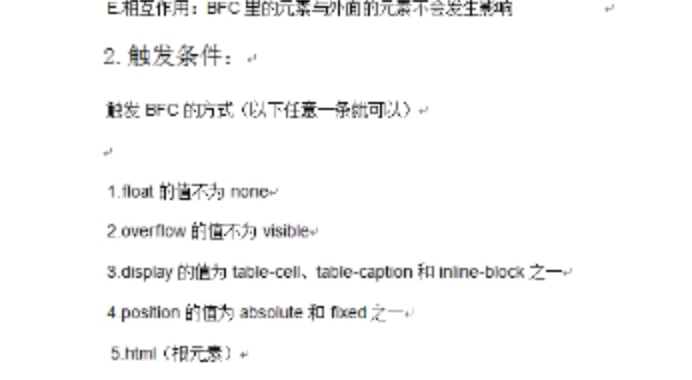 E.相互作用：BFC 里的元素与外面的元素不会发生影响
2. 触发条件：
触发 BFC 的方式（以下任意一条就可以）
1.float 的值不为 none
2.overflow 的值不为 visible
3.display 的值为 table-cell、table-caption 和 inline-block 之一
4.position 的值为 absolute 和 fixed 之一
5.html（根元素）